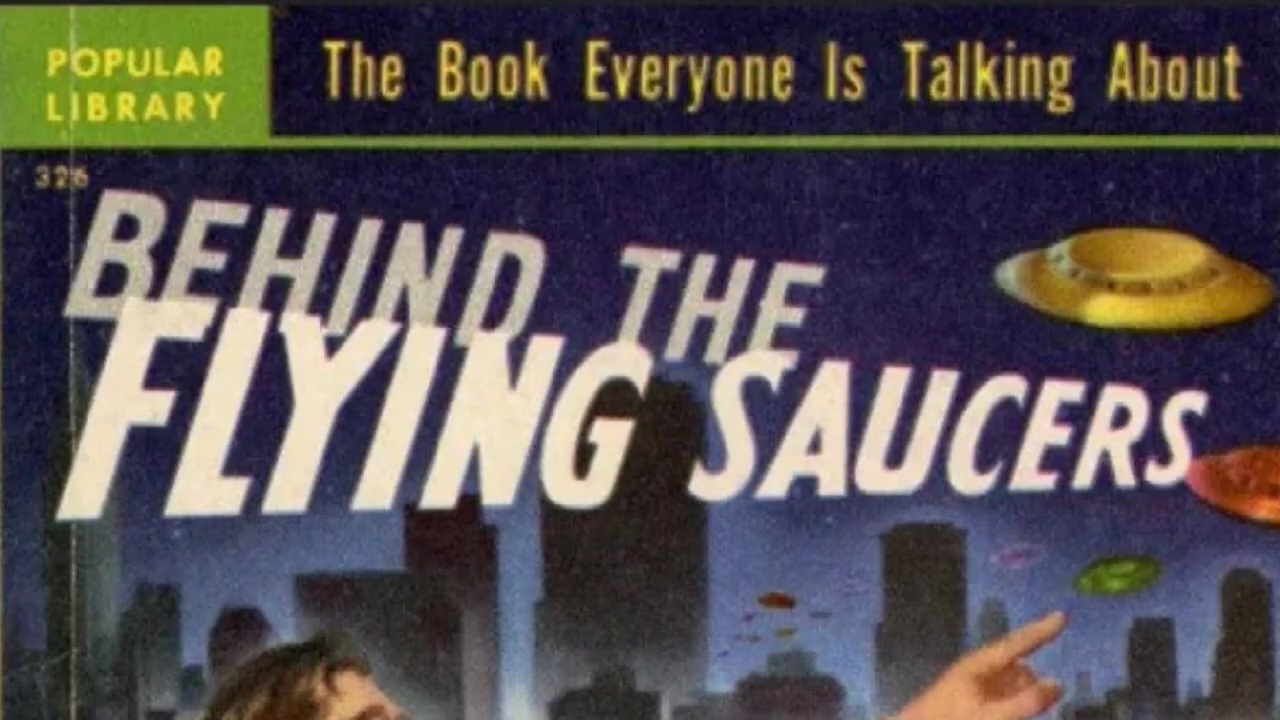 POPULAR
LIBRARY
The Book Everyone Is Talking About
326
BEHIND THE
FLYING SAUCERS